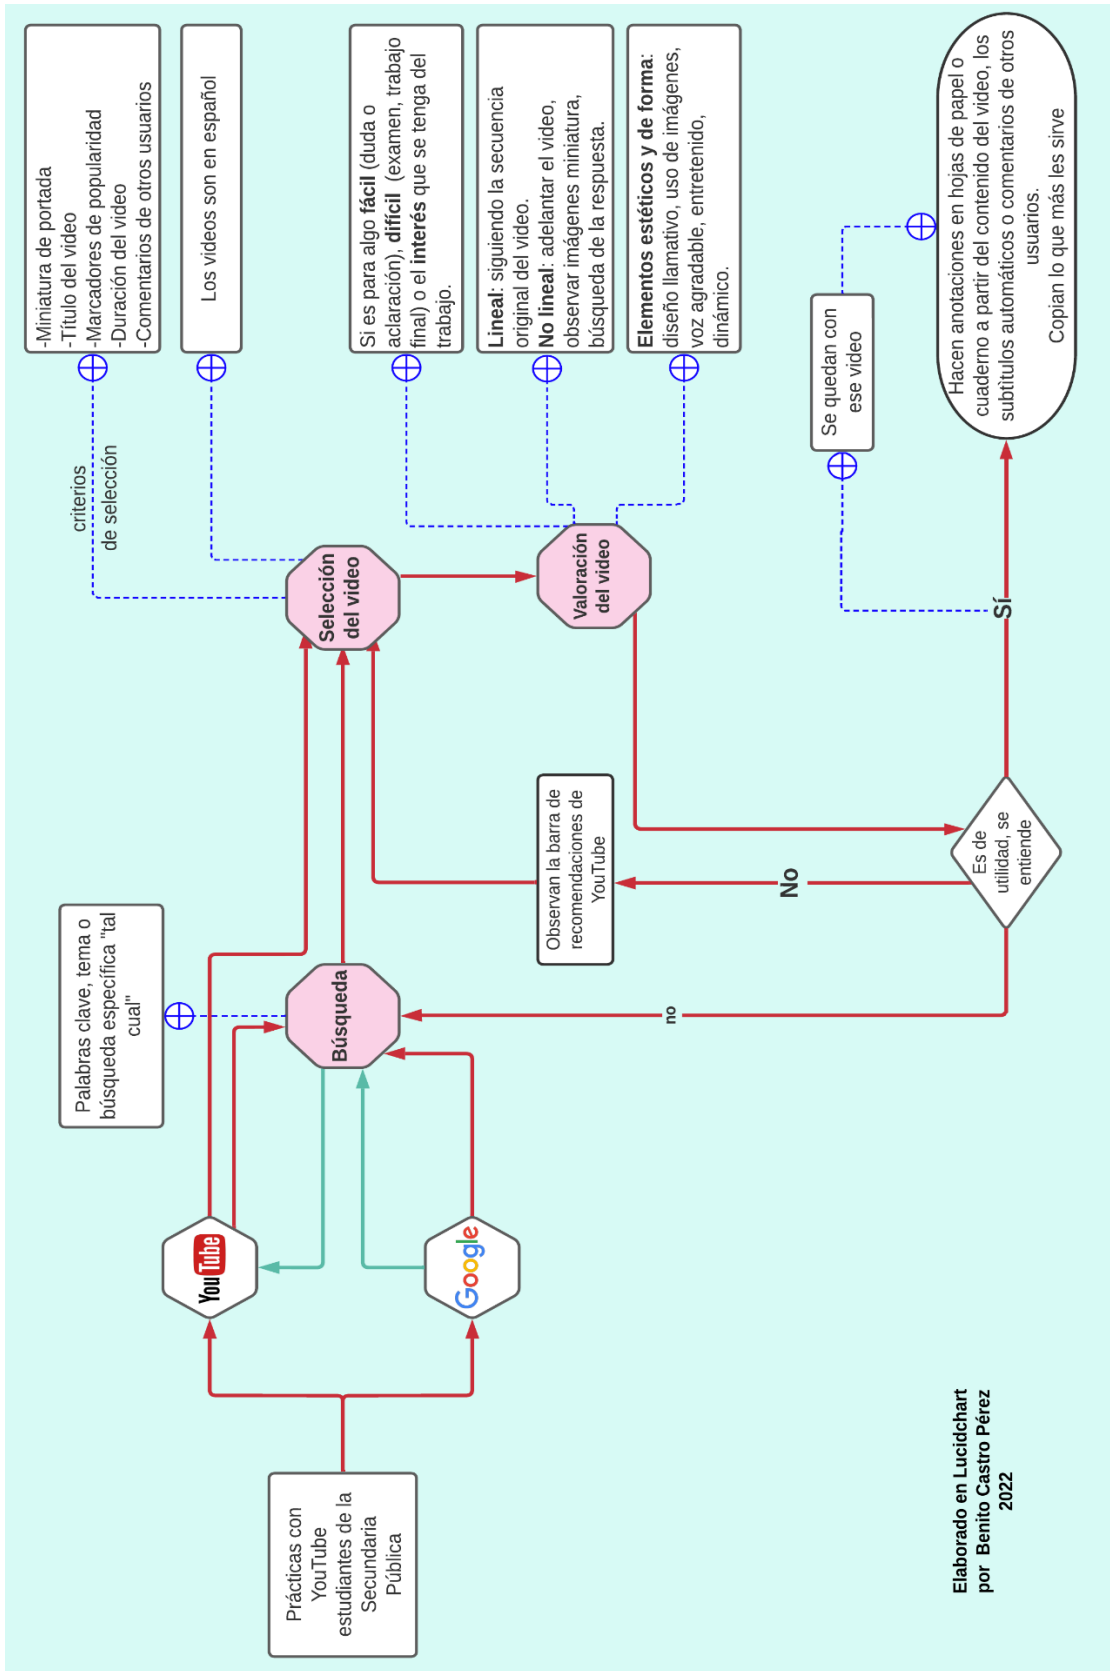 Prácticas con
YouTube
estudiantes de la
Secundaria
Pública
YouTube
Google
Palabras clave, tema o
búsqueda específica "tal
cual"
Búsqueda
Selección
del video
criterios
de selección
-Miniatura de portada
-Título del video
-Marcadores de popularidad
-Duración del video
-Comentarios de otros usuarios
Los videos son en español
Valoración
del video
Si es para algo fácil (duda o
aclaración), difícil (examen, trabajo
final) o el interés que se tenga del
trabajo.
Lineal: siguiendo la secuencia
original del video.
No lineal: adelantar el video,
observar imágenes miniatura,
búsqueda de la respuesta.
Elementos estéticos y de forma:
diseño llamativo, uso de imágenes,
voz agradable, entretenido,
dinámico.
Observan la barra de
recomendaciones de
YouTube
No
no
Es de
utilidad, se
entiende
Sí
Se quedan con
ese video
Hacen anotaciones en hojas de papel o
cuaderno a partir del contenido del video, los
subtítulos automáticos o comentarios de otros
usuarios.
Copian lo que más les sirve
Elaborado en Lucidchart
por Benito Castro Pérez
2022